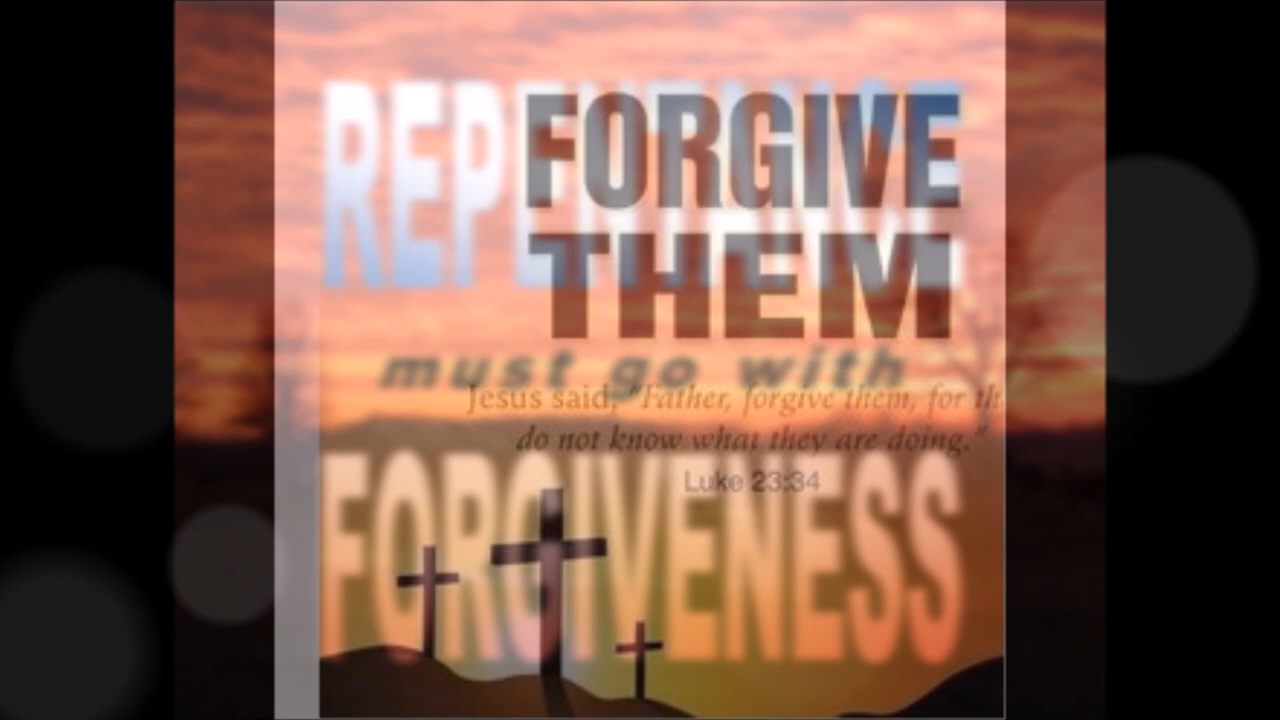 FORGIVE
THEM
must go with
Jesus said, "Father, forgive them, for th
do not know what they are doing."
Luke 23:34
FORGIVENESS